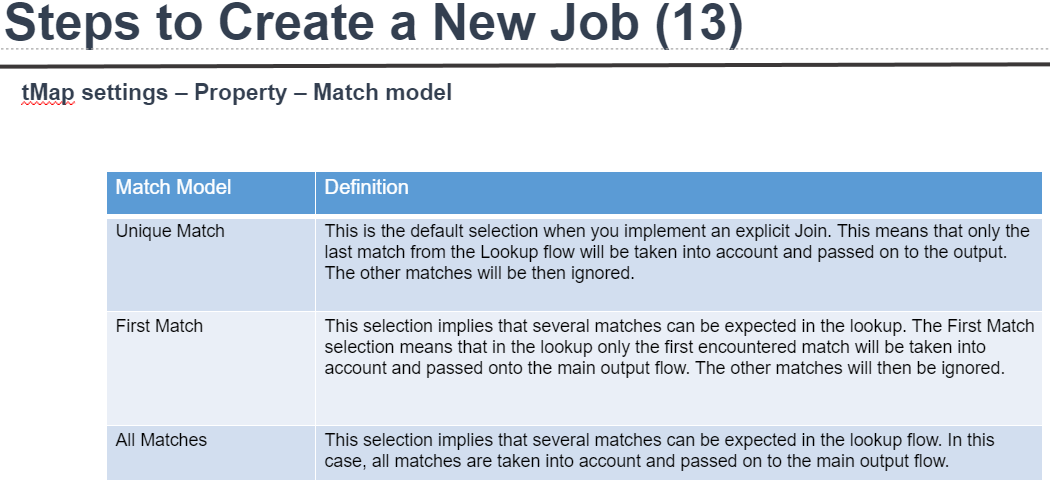 Steps to Create a New Job (13)
tMap settings – Property – Match model
Match Model
Definition
Unique Match
This is the default selection when you implement an explicit Join. This means that only the
last match from the Lookup flow will be taken into account and passed on to the output.
The other matches will be then ignored.
First Match
This selection implies that several matches can be expected in the lookup. The First Match
selection means that in the lookup only the first encountered match will be taken into
account and passed onto the main output flow. The other matches will then be ignored.
All Matches
This selection implies that several matches can be expected in the lookup flow. In this
case, all matches are taken into account and passed on to the main output flow.